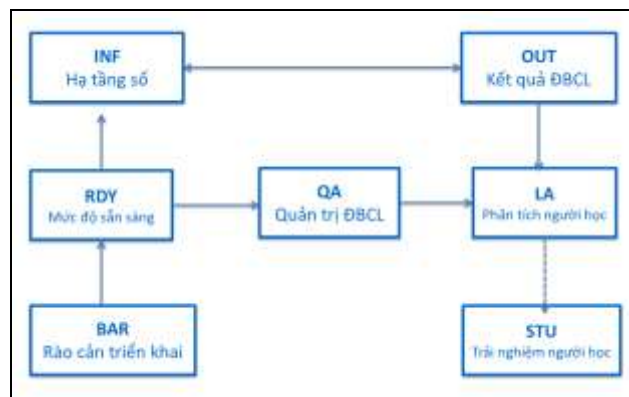 INF
Hạ tầng số
OUT
Kết quả ĐBCL
RDY
Mức độ sẵn sàng
QA
Quản trị ĐBCL
LA
Phân tích người học
BAR
Rào cản triển khai
STU
Trải nghiệm người học